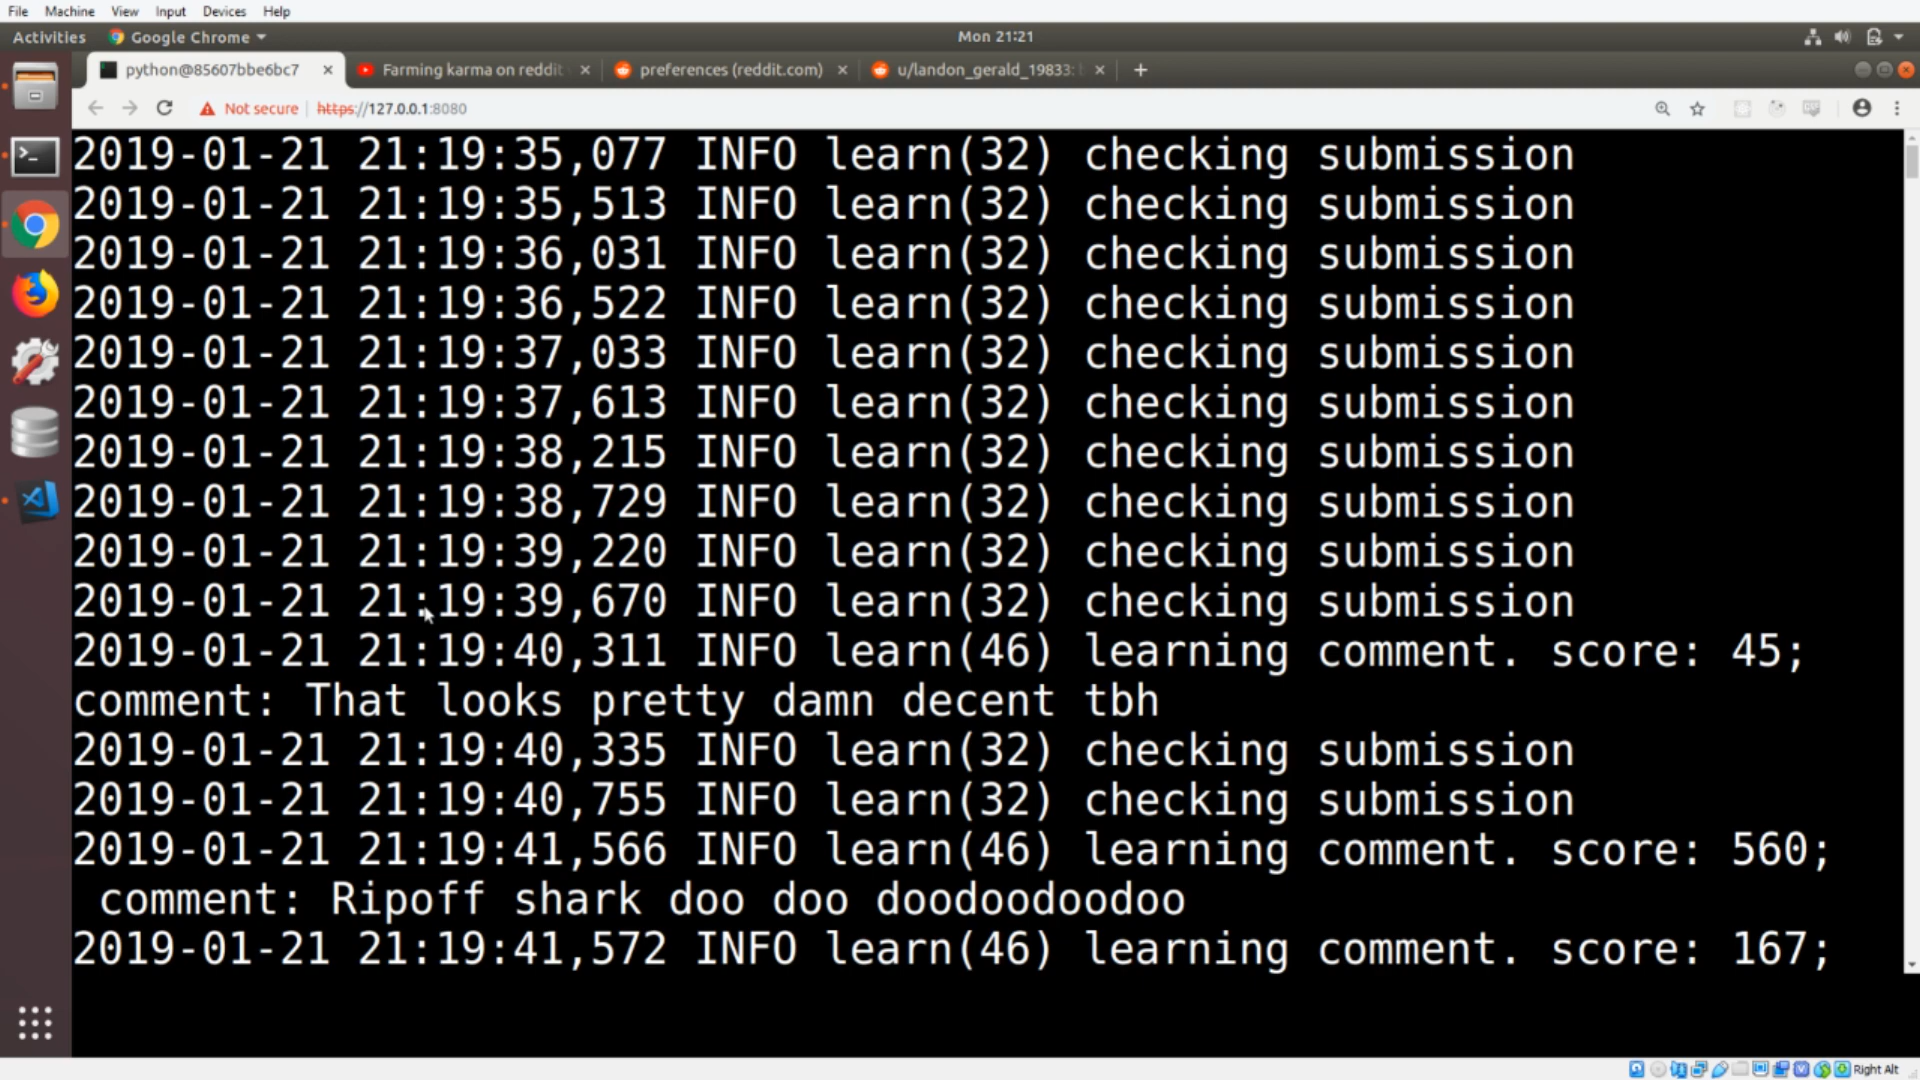 File Machine View Input Devices Help
Activities Google Chrome Mon 21:21
python@85607bbe6bc7 Farming karma on reddit preferences (reddit.com) u/landon_gerald_19833:
Not secure https://127.0.0.1:8080
2019-01-21 21:19:35,077 INFO learn(32) checking submission
2019-01-21 21:19:35,513 INFO learn(32) checking submission
2019-01-21 21:19:36,031 INFO learn(32) checking submission
2019-01-21 21:19:36,522 INFO learn(32) checking submission
2019-01-21 21:19:37,033 INFO learn(32) checking submission
2019-01-21 21:19:37,613 INFO learn(32) checking submission
2019-01-21 21:19:38,215 INFO learn(32) checking submission
2019-01-21 21:19:38,729 INFO learn(32) checking submission
2019-01-21 21:19:39,220 INFO learn(32) checking submission
2019-01-21 21:19:39,670 INFO learn(32) checking submission
2019-01-21 21:19:40,311 INFO learn(46) learning comment. score: 45;
comment: That looks pretty damn decent tbh
2019-01-21 21:19:40,335 INFO learn(32) checking submission
2019-01-21 21:19:40,755 INFO learn(32) checking submission
2019-01-21 21:19:41,566 INFO learn(46) learning comment. score: 560;
comment: Ripoff shark doo doo doodoodoodoo
2019-01-21 21:19:41,572 INFO learn(46) learning comment. score: 167;
Right Alt